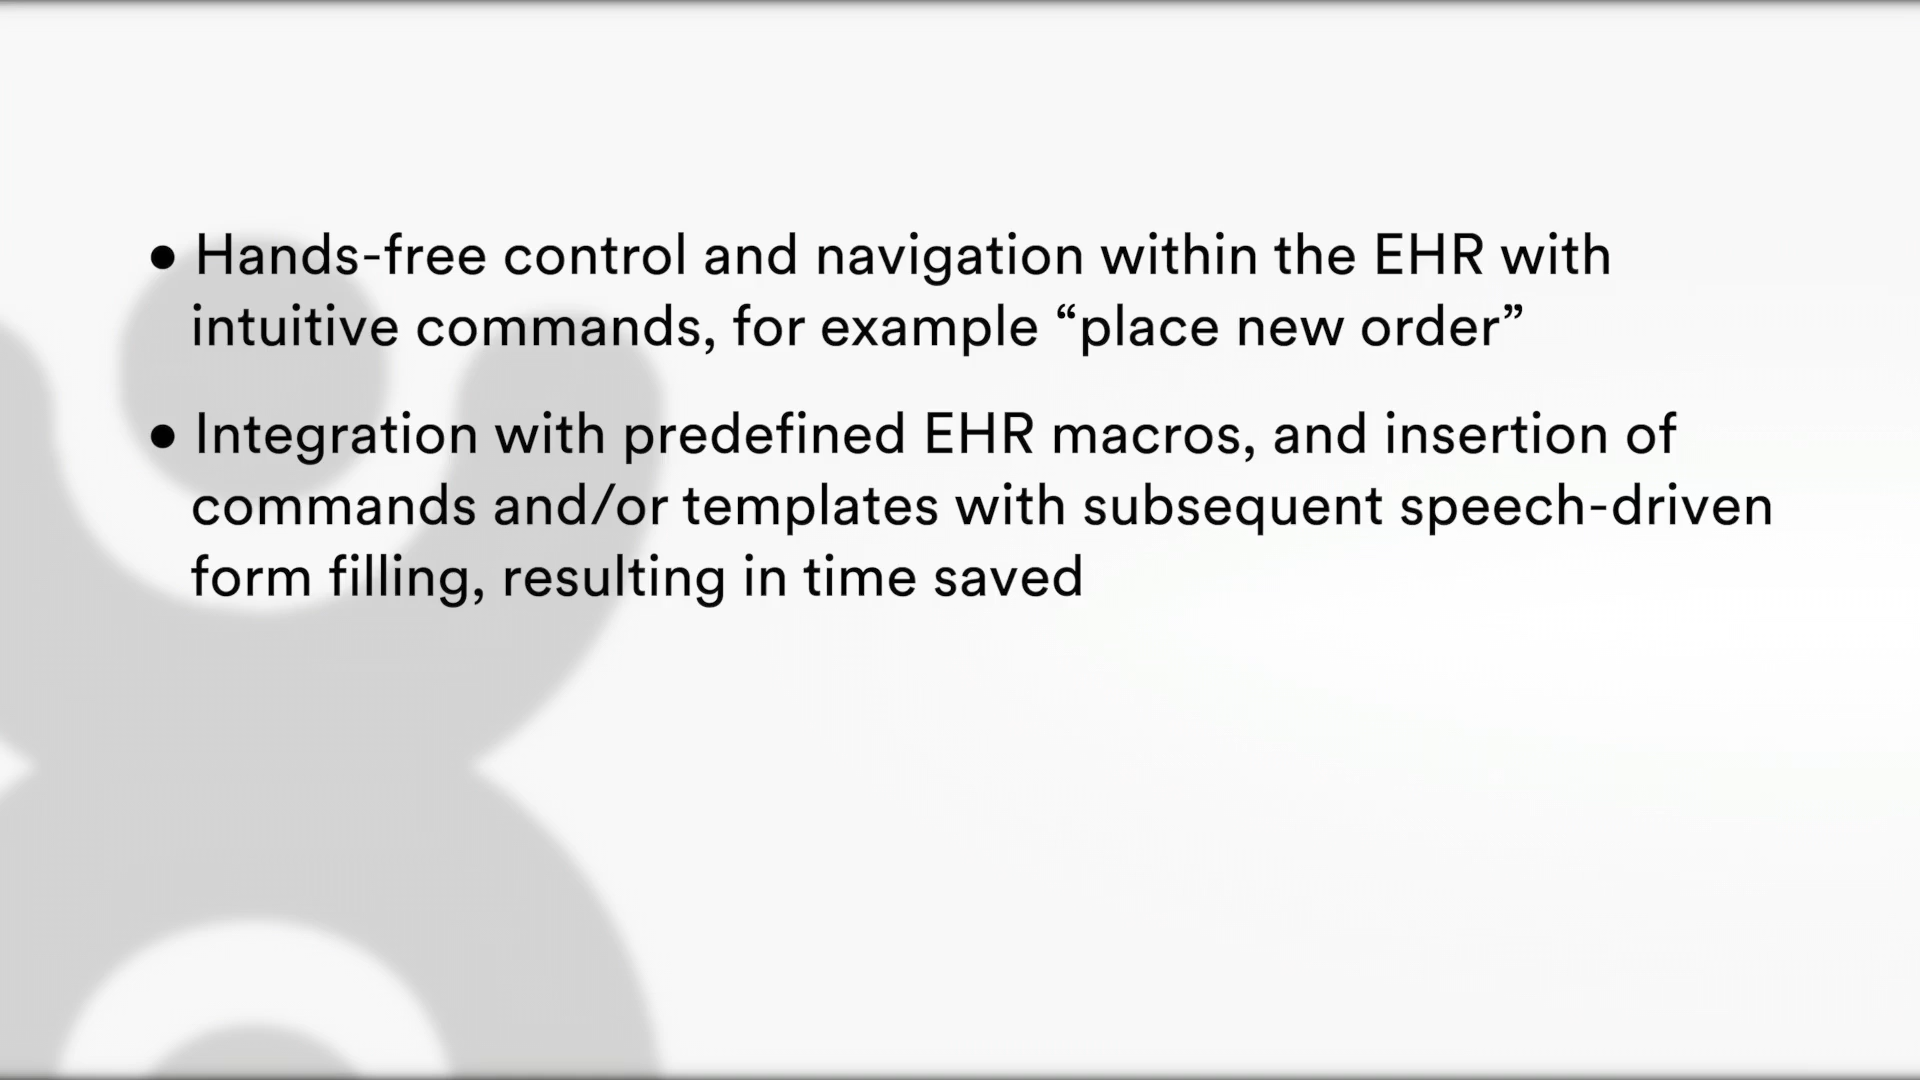 ● Hands-free control and navigation within the EHR with
intuitive commands, for example “place new order”
● Integration with predefined EHR macros, and insertion of
commands and/or templates with subsequent speech-driven
form filling, resulting in time saved